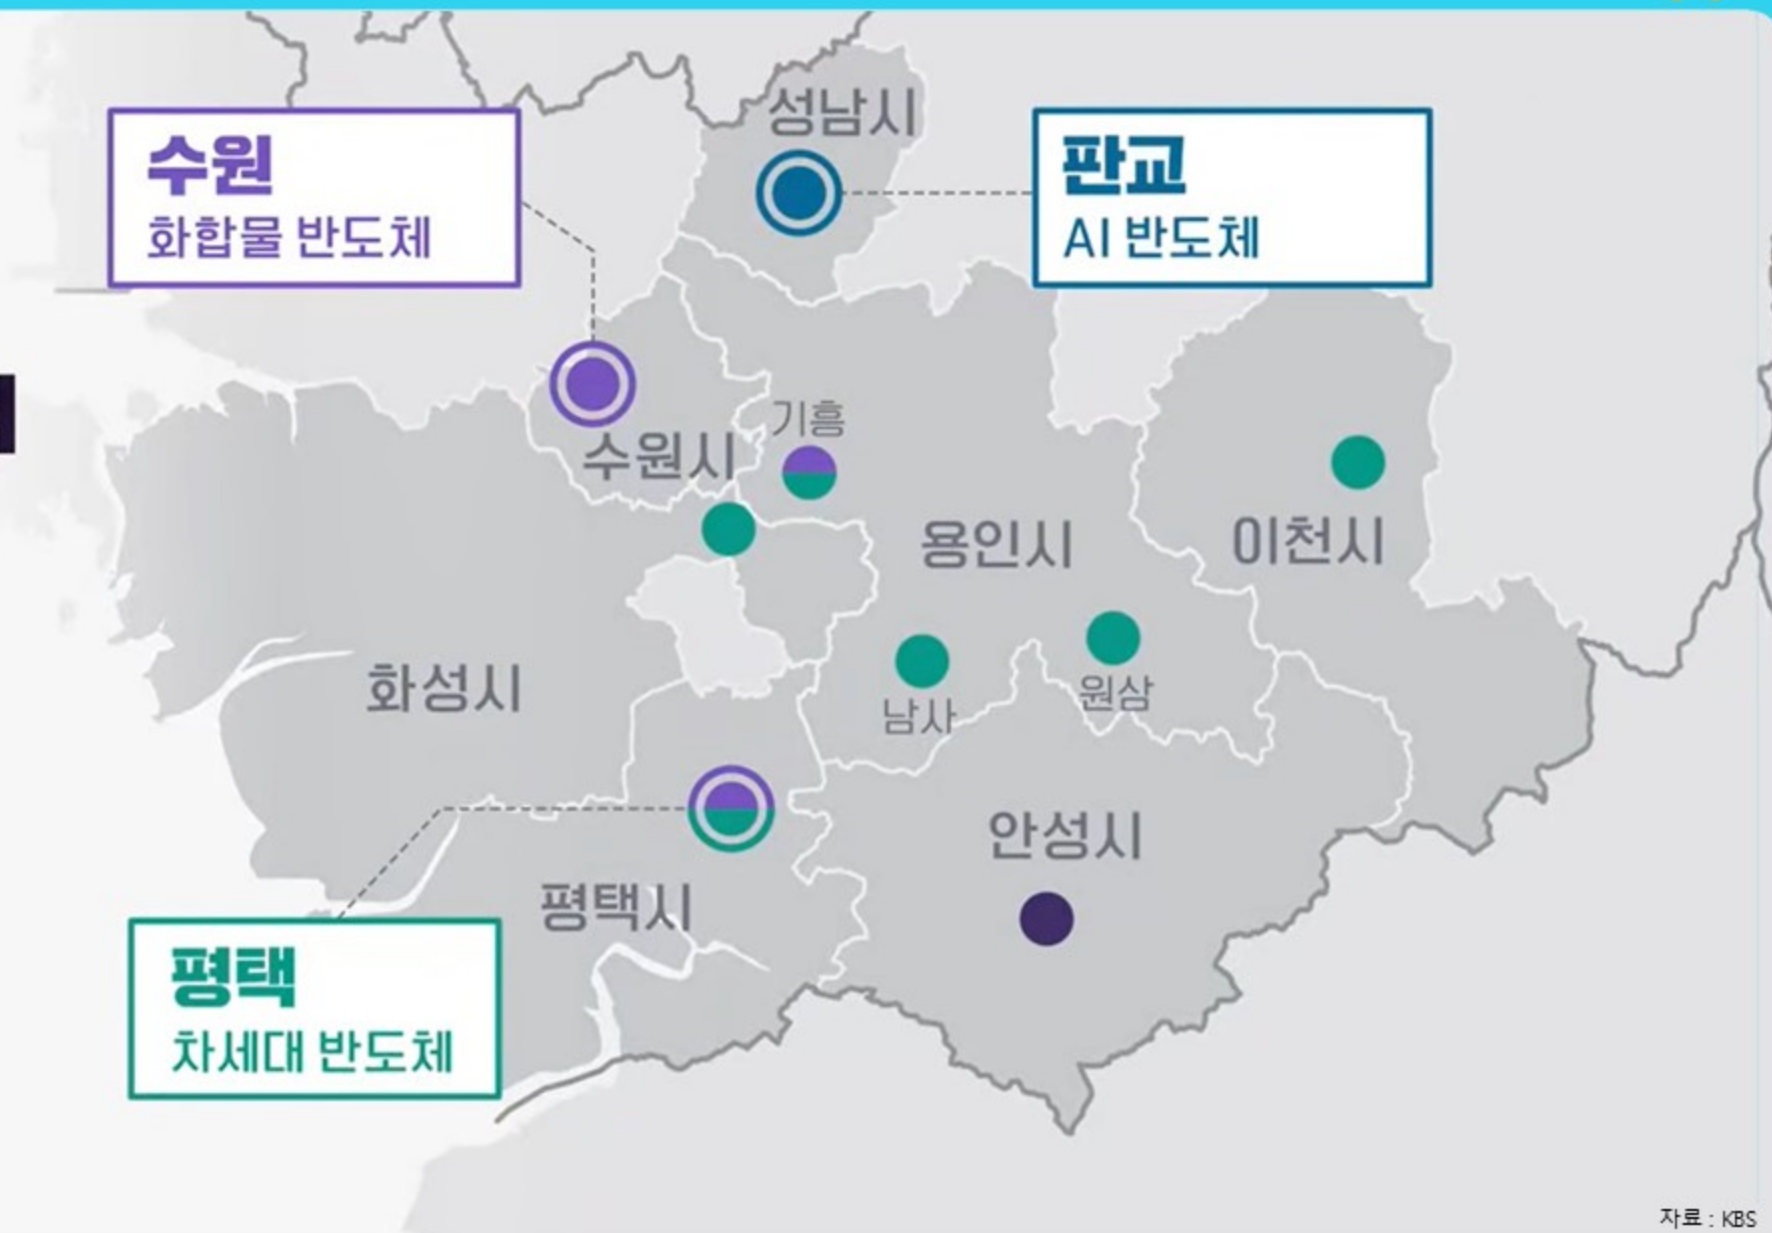 성남시
수원
화합물 반도체
판교
AI 반도체
기흥
수원시
용인시
이천시
화성시
남사
원삼
안성시
평택시
평택
차세대 반도체
자료 : KBS